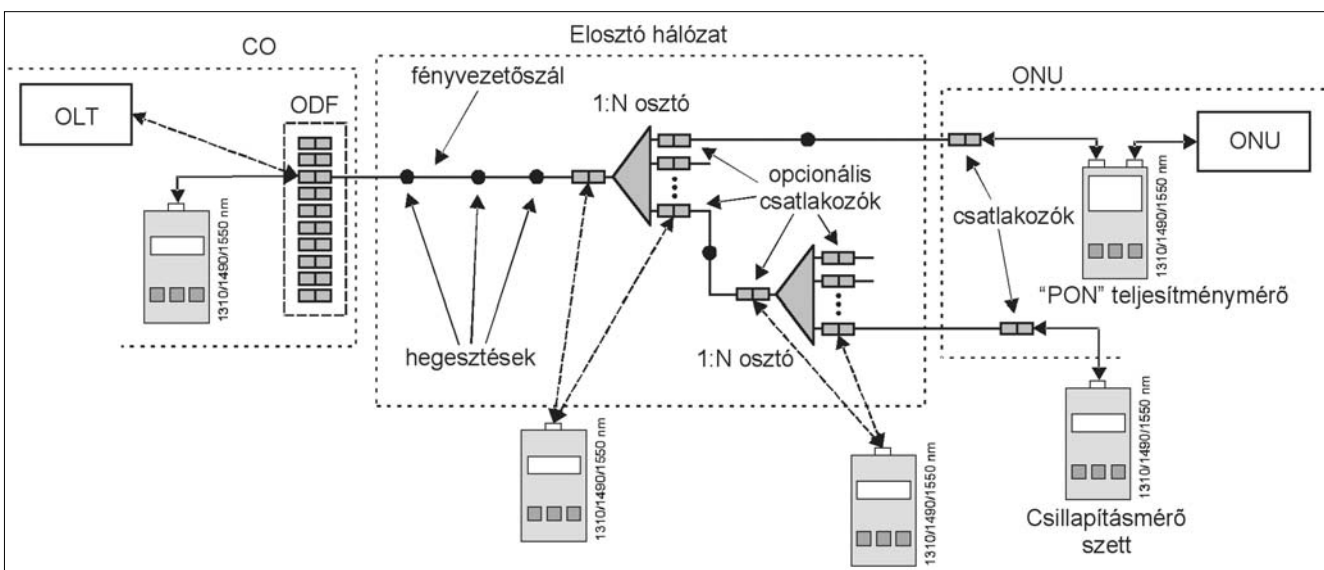 CO
Elosztó hálózat
ONU
fényvezetőszál
ODF
OLT
1:N osztó
ONU
opcionális
csatlakozók
csatlakozók
1310/1490/1550 nm
1310/1490/1550 nm
"PON" teljesítménymérő
hegesztések
1:N osztó
1310/1490/1550 nm
1310/1490/1550 nm
1310/1490/1550 nm
Csillapításmérő
szett